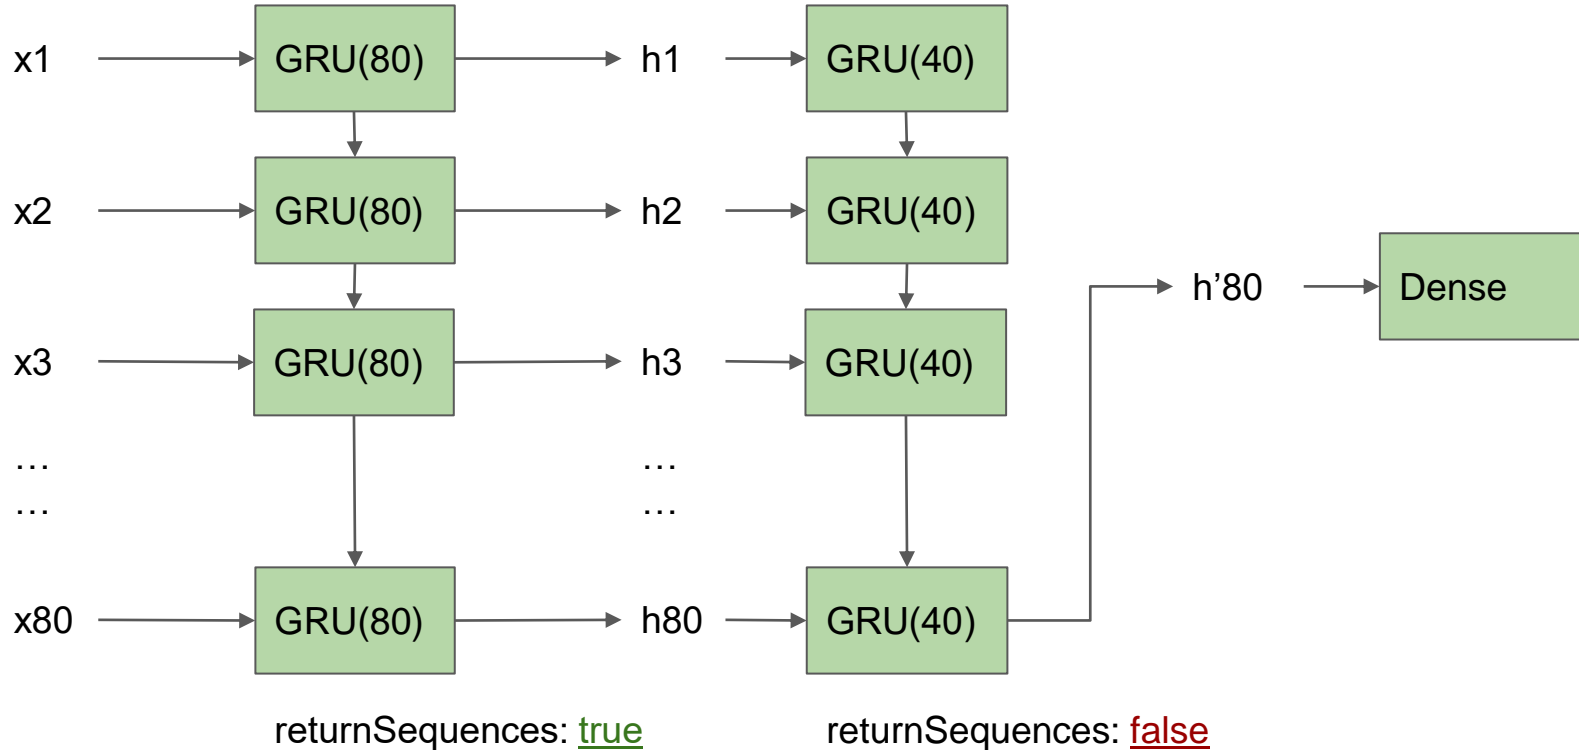 x1 GRU(80) h1 GRU(40)
x2 GRU(80) h2 GRU(40)
h’80 Dense
x3 GRU(80) h3 GRU(40)
… …
… …
x80 GRU(80) h80 GRU(40)
returnSequences: true returnSequences: false